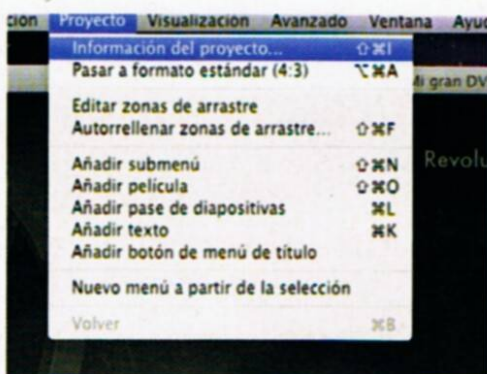 ción Proyecto Visualización Avanzado Ventana Ayud
Información del proyecto... ⇧⌘I
Pasar a formato estándar (4:3) ⌥⌘A
Mi gran DV
Editar zonas de arrastre
Autorrellenar zonas de arrastre... ⇧⌘F
Añadir submenú ⇧⌘N
Revolu
Añadir película ⇧⌘O
Añadir pase de diapositivas ⌘L
Añadir texto ⌘K
Añadir botón de menú de título
Nuevo menú a partir de la selección
Volver ⌘B